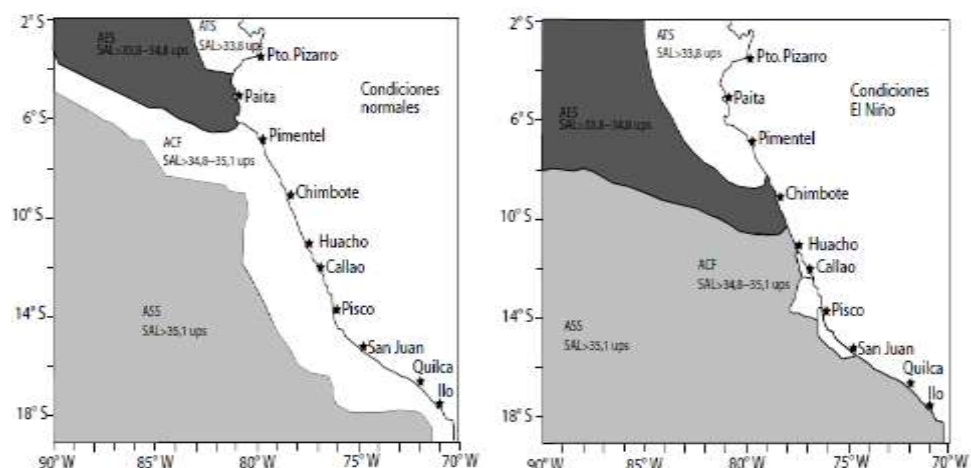 2° S
6° S
10° S
14° S
18° S
90° W
85° W
80° W
75° W
70° W
AES
SAL>33,8–34,8 ups
ATS
SAL>33,8 ups
Pto. Pizarro
Paita
Condiciones
normales
Pimentel
ACF
SAL>34,8–35,1 ups
Chimbote
Huacho
Callao
ASS
SAL>35,1 ups
Pisco
San Juan
Quilca
Ilo
2° S
6° S
10° S
14° S
18° S
90° W
85° W
80° W
75° W
70° W
ATS
SAL>33,8 ups
Pto. Pizarro
Paita
Condiciones
El Niño
AES
SAL>33,8–34,8 ups
Pimentel
Chimbote
Huacho
ACF
SAL>34,8–35,1 ups
Callao
ASS
SAL>35,1 ups
Pisco
San Juan
Quilca
Ilo